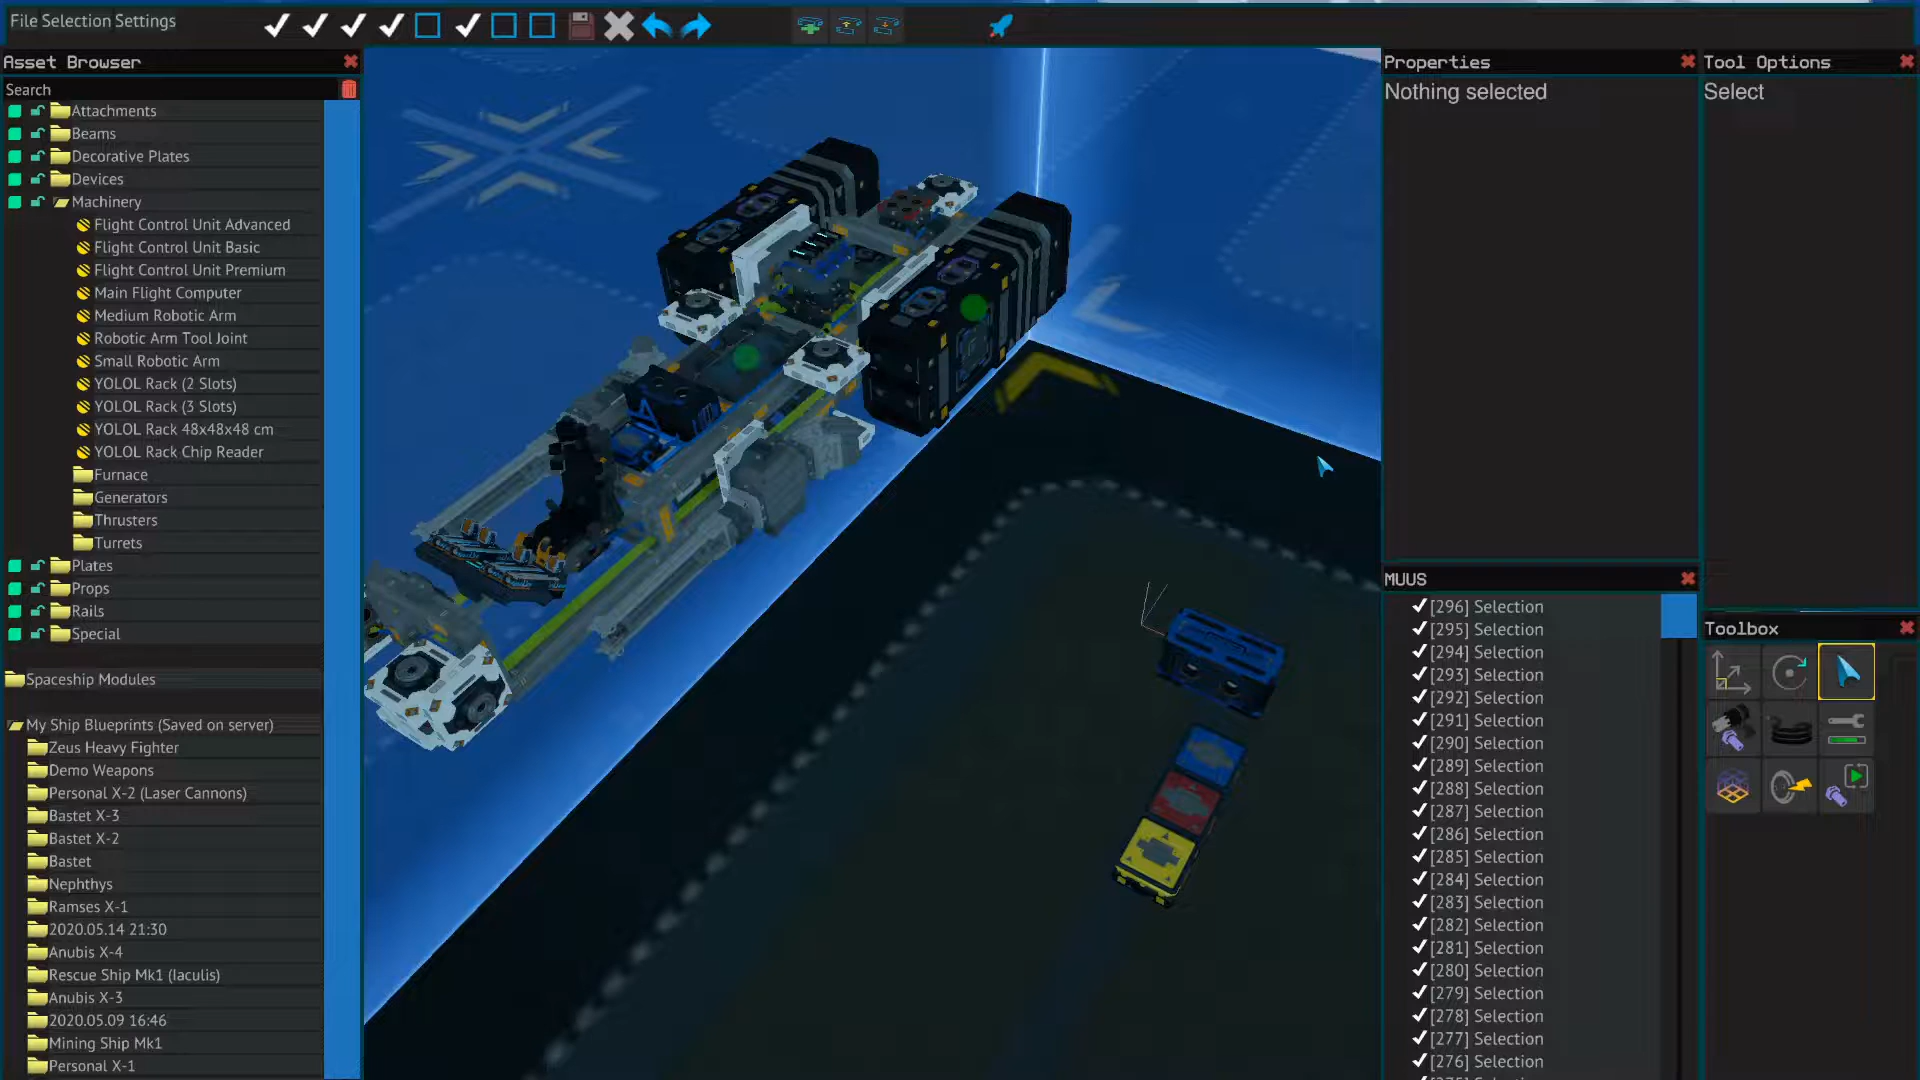 File Selection Settings
Asset Browser
Search
Attachments
Beams
Decorative Plates
Devices
Machinery
Flight Control Unit Advanced
Flight Control Unit Basic
Flight Control Unit Premium
Main Flight Computer
Medium Robotic Arm
Robotic Arm Tool Joint
Small Robotic Arm
YOLOL Rack (2 Slots)
YOLOL Rack (3 Slots)
YOLOL Rack 48x48x48 cm
YOLOL Rack Chip Reader
Furnace
Generators
Thrusters
Turrets
Plates
Props
Rails
Special
Spaceship Modules
My Ship Blueprints (Saved on server)
Zeus Heavy Fighter
Demo Weapons
Personal X-2 (Laser Cannons)
Bastet X-3
Bastet X-2
Bastet
Nephthys
Ramses X-1
2020.05.14 21:30
Anubis X-4
Rescue Ship Mk1 (Iaculis)
Anubis X-3
2020.05.09 16:46
Mining Ship Mk1
Personal X-1
Properties
Nothing selected
Tool Options
Select
MUUS
[296] Selection
[295] Selection
[294] Selection
[293] Selection
[292] Selection
[291] Selection
[290] Selection
[289] Selection
[288] Selection
[287] Selection
[286] Selection
[285] Selection
[284] Selection
[283] Selection
[282] Selection
[281] Selection
[280] Selection
[279] Selection
[278] Selection
[277] Selection
[276] Selection
Toolbox